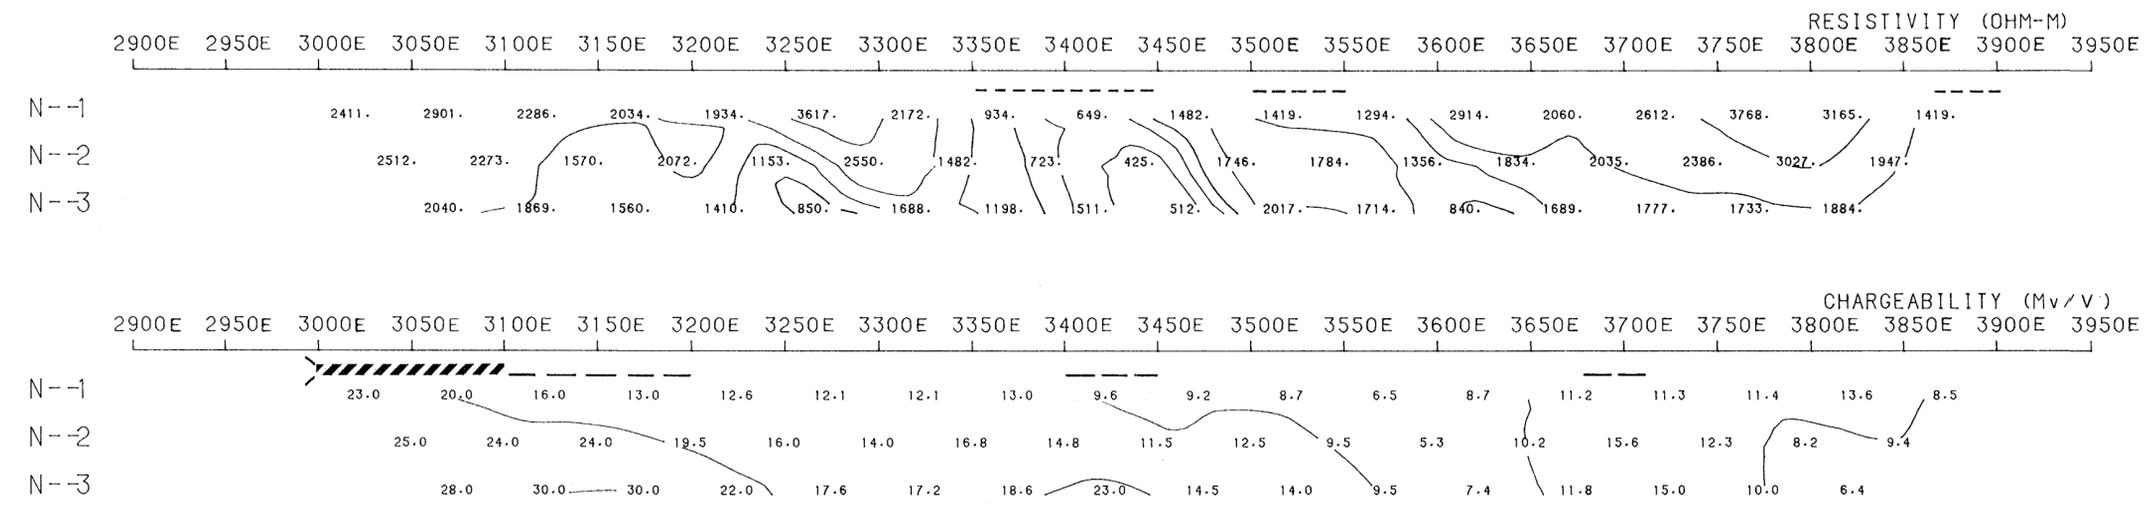 RESISTIVITY (OHM-M)
2900E 2950E 3000E 3050E 3100E 3150E 3200E 3250E 3300E 3350E 3400E 3450E 3500E 3550E 3600E 3650E 3700E 3750E 3800E 3850E 3900E 3950E
N--1 2411. 2901. 2286. 2034. 1934. 3617. 2172. 934. 649. 1482. 1419. 1294. 2914. 2060. 2612. 3768. 3165. 1419.
N--2 2512. 2273. 1570. 2072. 1153. 2550. 1482. 723. 425. 1746. 1784. 1356. 1834. 2035. 2386. 3027. 1947.
N--3 2040. 1869. 1560. 1410. 850. 1688. 1198. 511. 512. 2017. 1714. 840. 1689. 1777. 1733. 1884.
CHARGEABILITY (Mv/V)
2900E 2950E 3000E 3050E 3100E 3150E 3200E 3250E 3300E 3350E 3400E 3450E 3500E 3550E 3600E 3650E 3700E 3750E 3800E 3850E 3900E 3950E
N--1 23.0 20.0 16.0 13.0 12.6 12.1 12.1 13.0 9.6 9.2 8.7 6.5 8.7 11.2 11.3 11.4 13.6 8.5
N--2 25.0 24.0 24.0 19.5 16.0 14.0 16.8 14.8 11.5 12.5 9.5 5.3 10.2 15.6 12.3 8.2 9.4
N--3 28.0 30.0 30.0 22.0 17.6 17.2 18.6 23.0 14.5 14.0 9.5 7.4 11.8 15.0 10.0 6.4